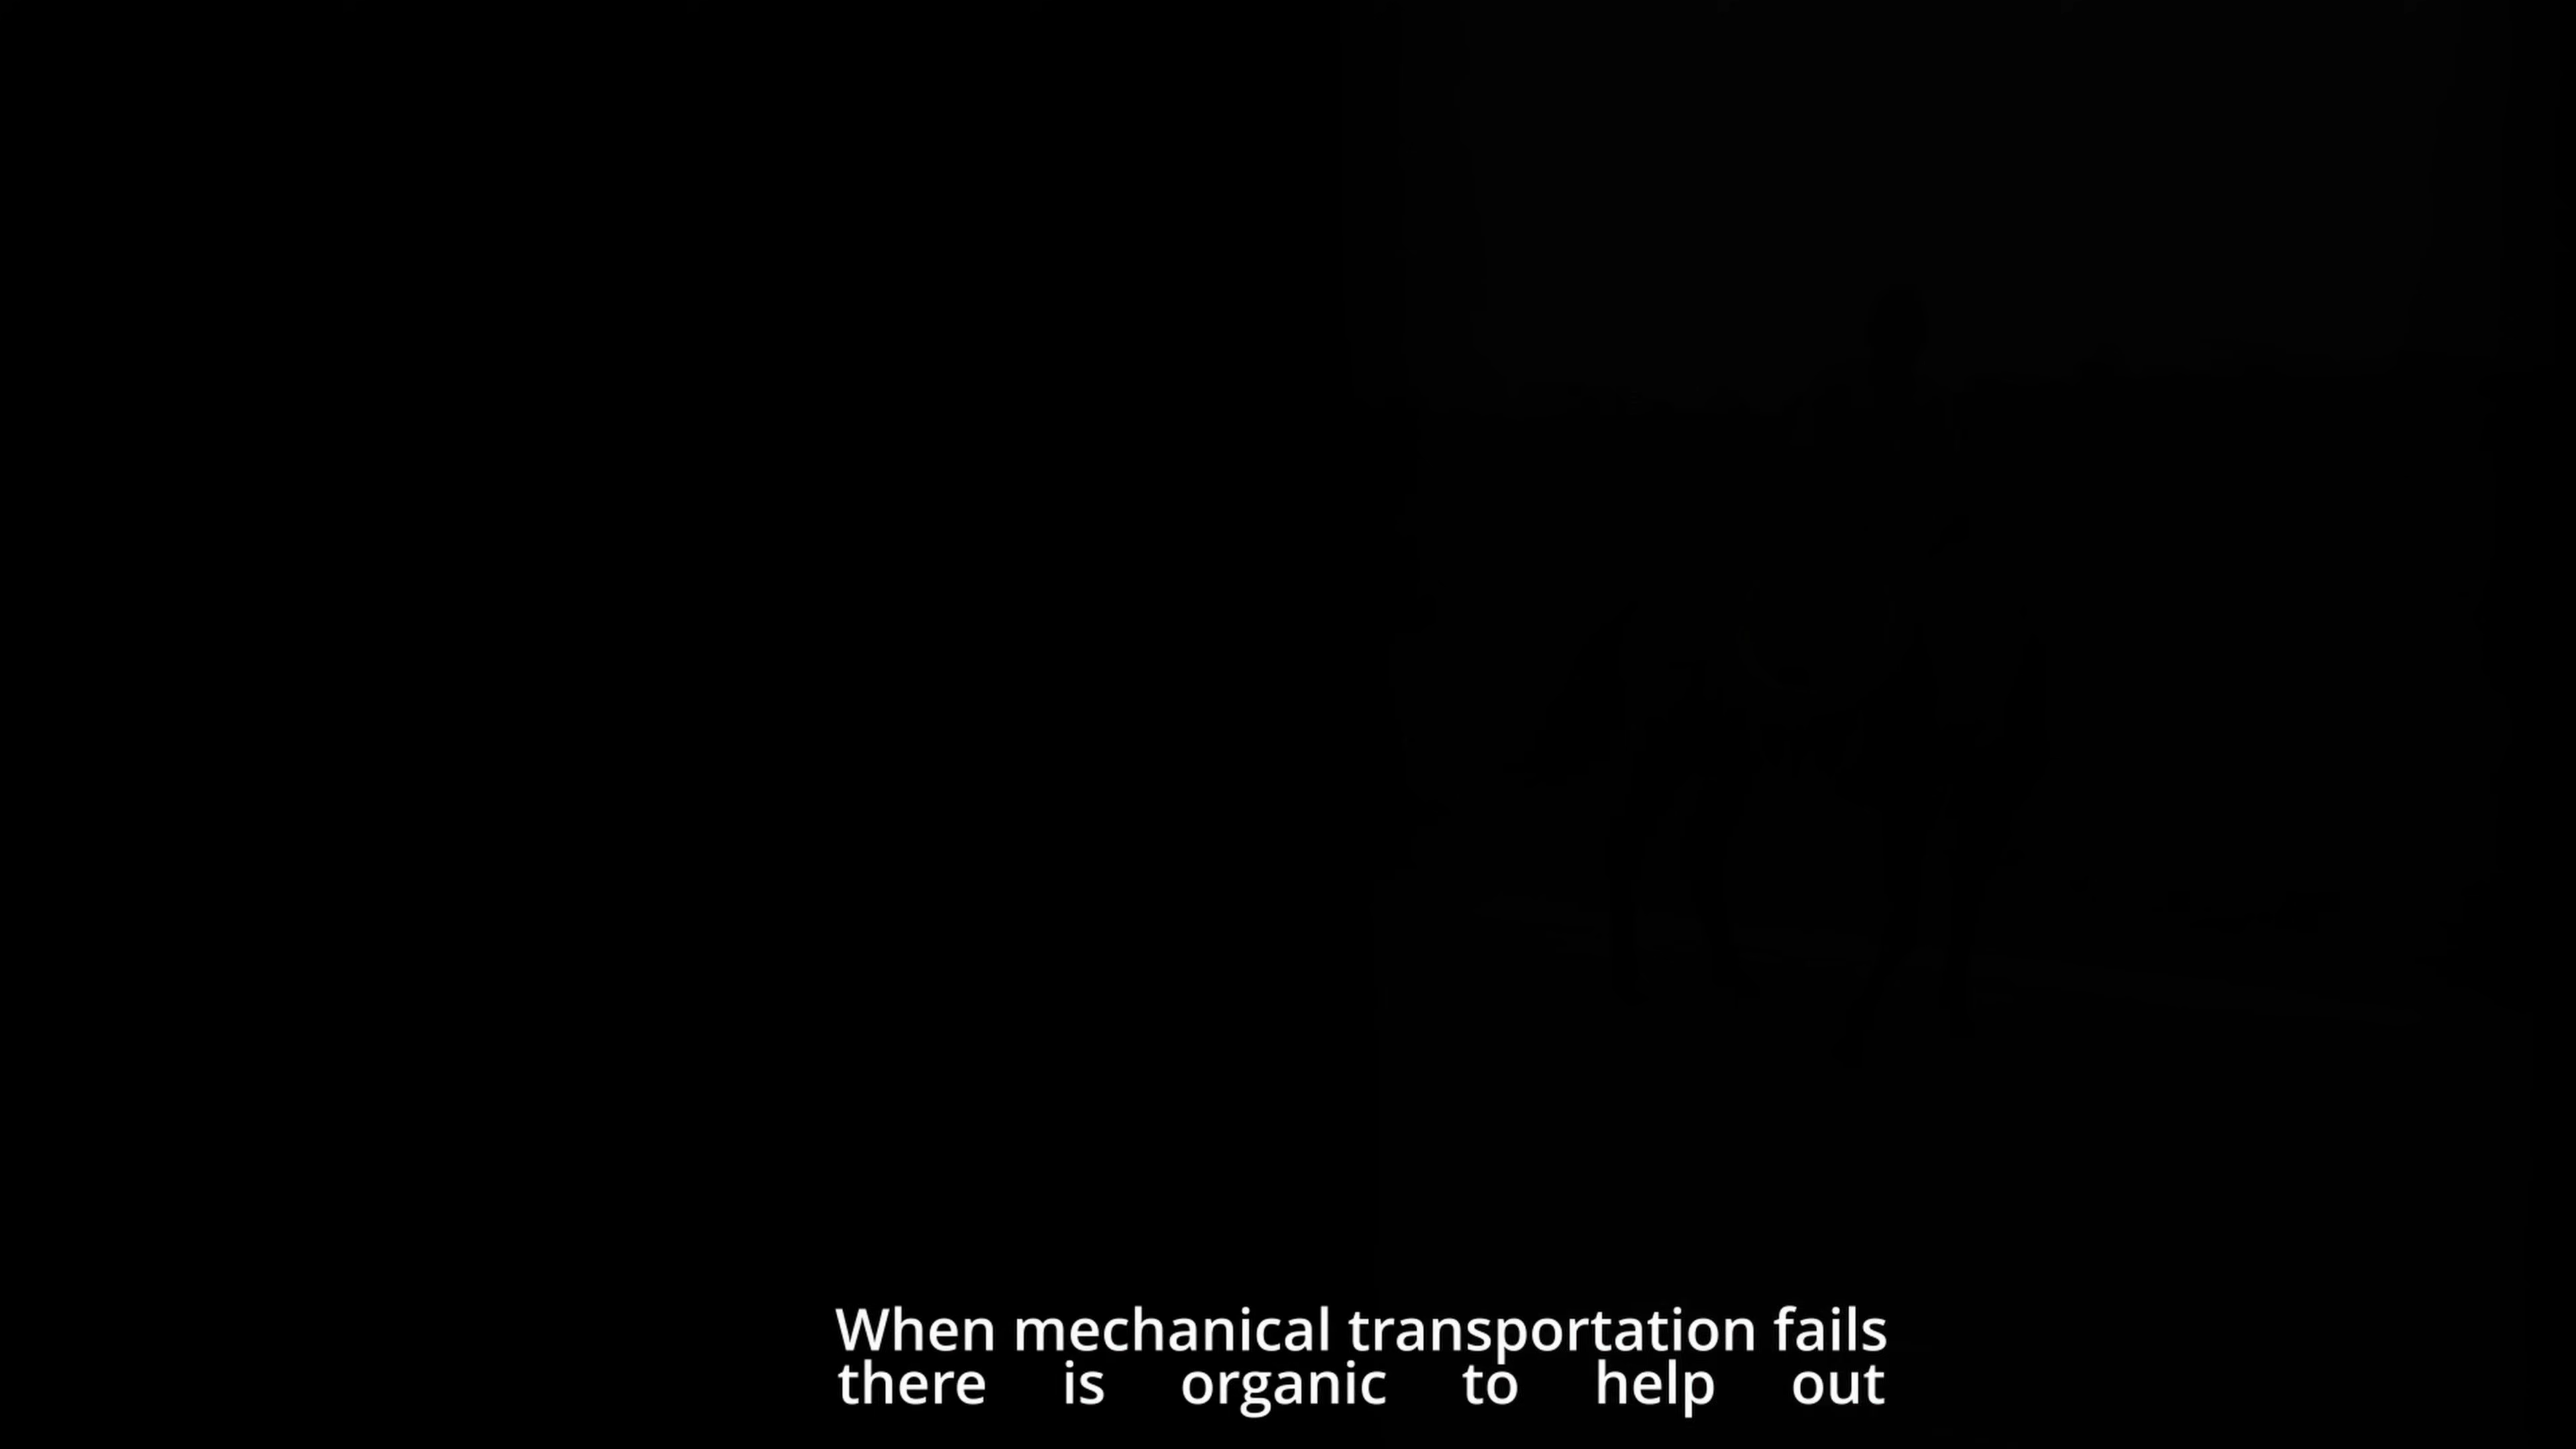 When mechanical transportation fails
there is organic to help out